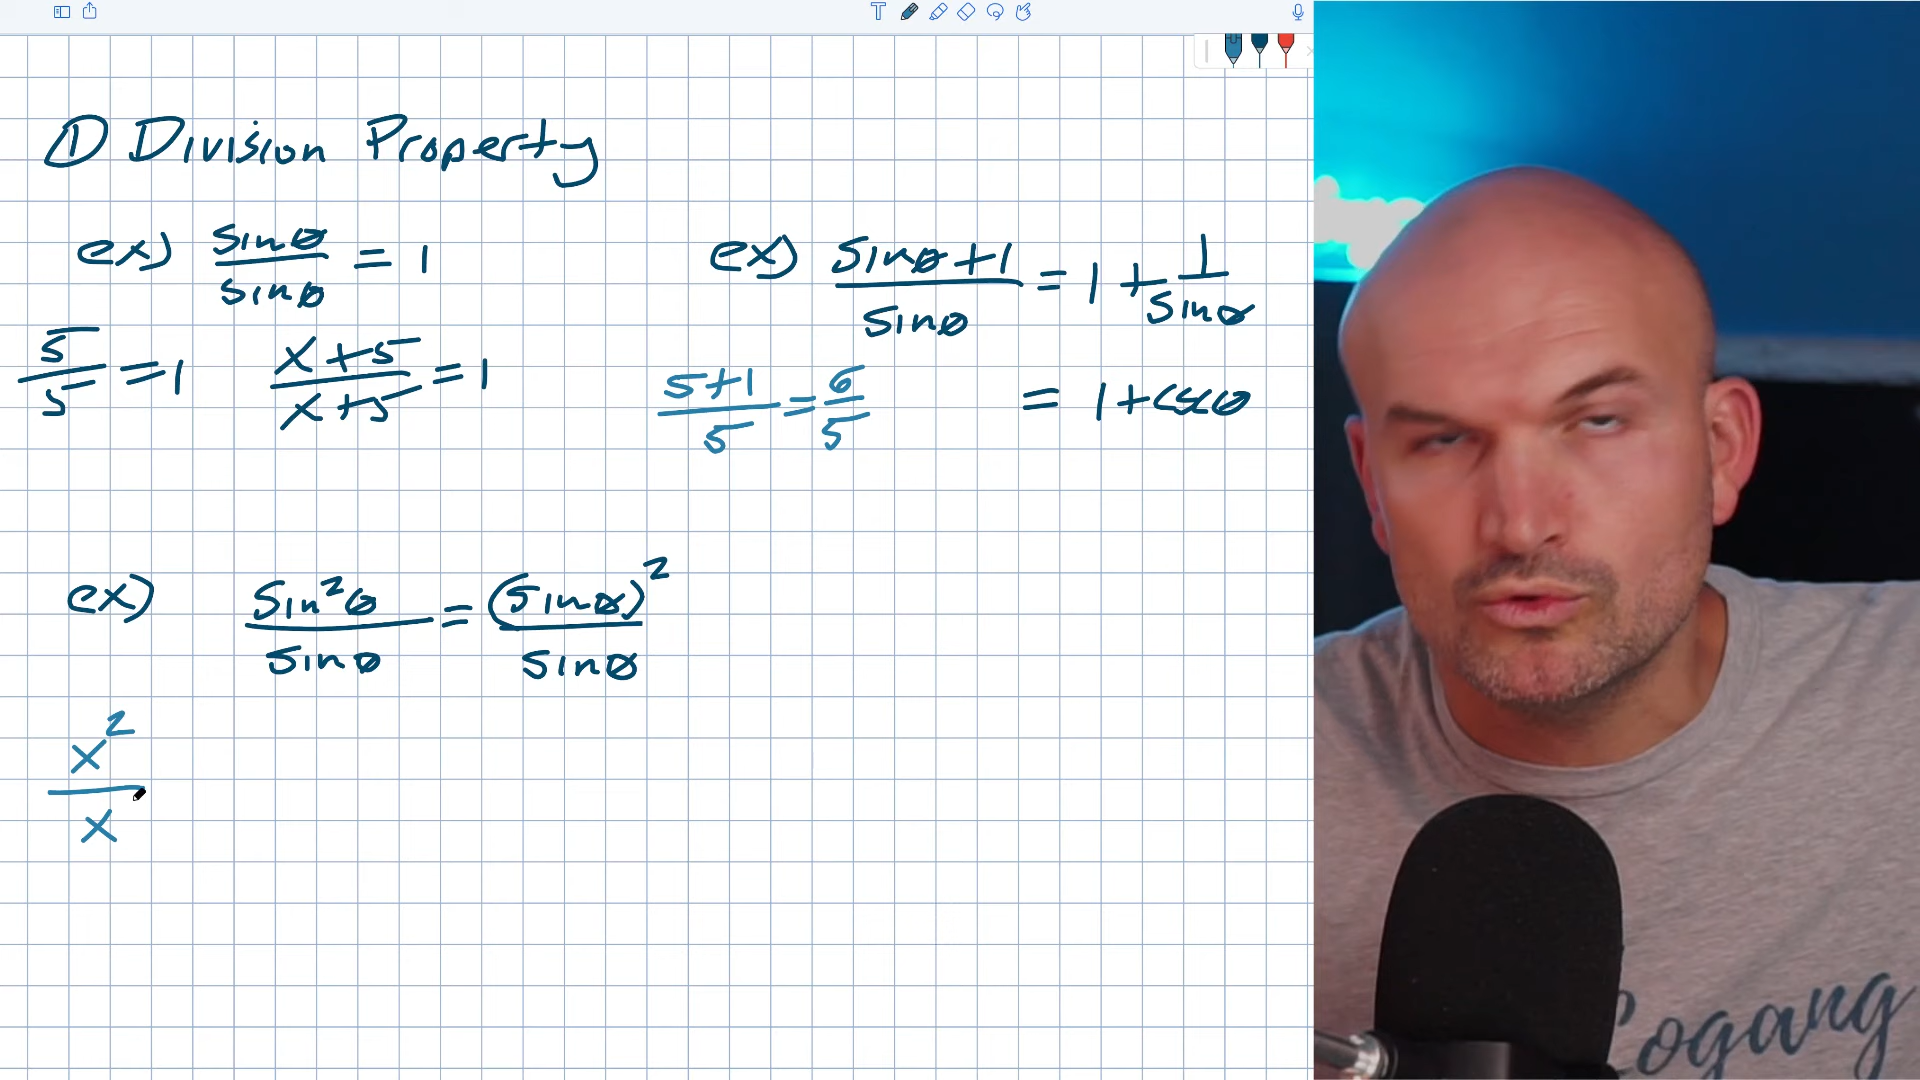 ① Division Property
ex) sinθ/sinθ = 1
5/5 = 1
x+5/x+5 = 1
ex) sinθ+1/sinθ = 1 + 1/sinθ
= 1+cscθ
5+1/5 = 6/5
ex) sin²θ/sinθ = (sinθ)²/sinθ
x²/x
Cogang